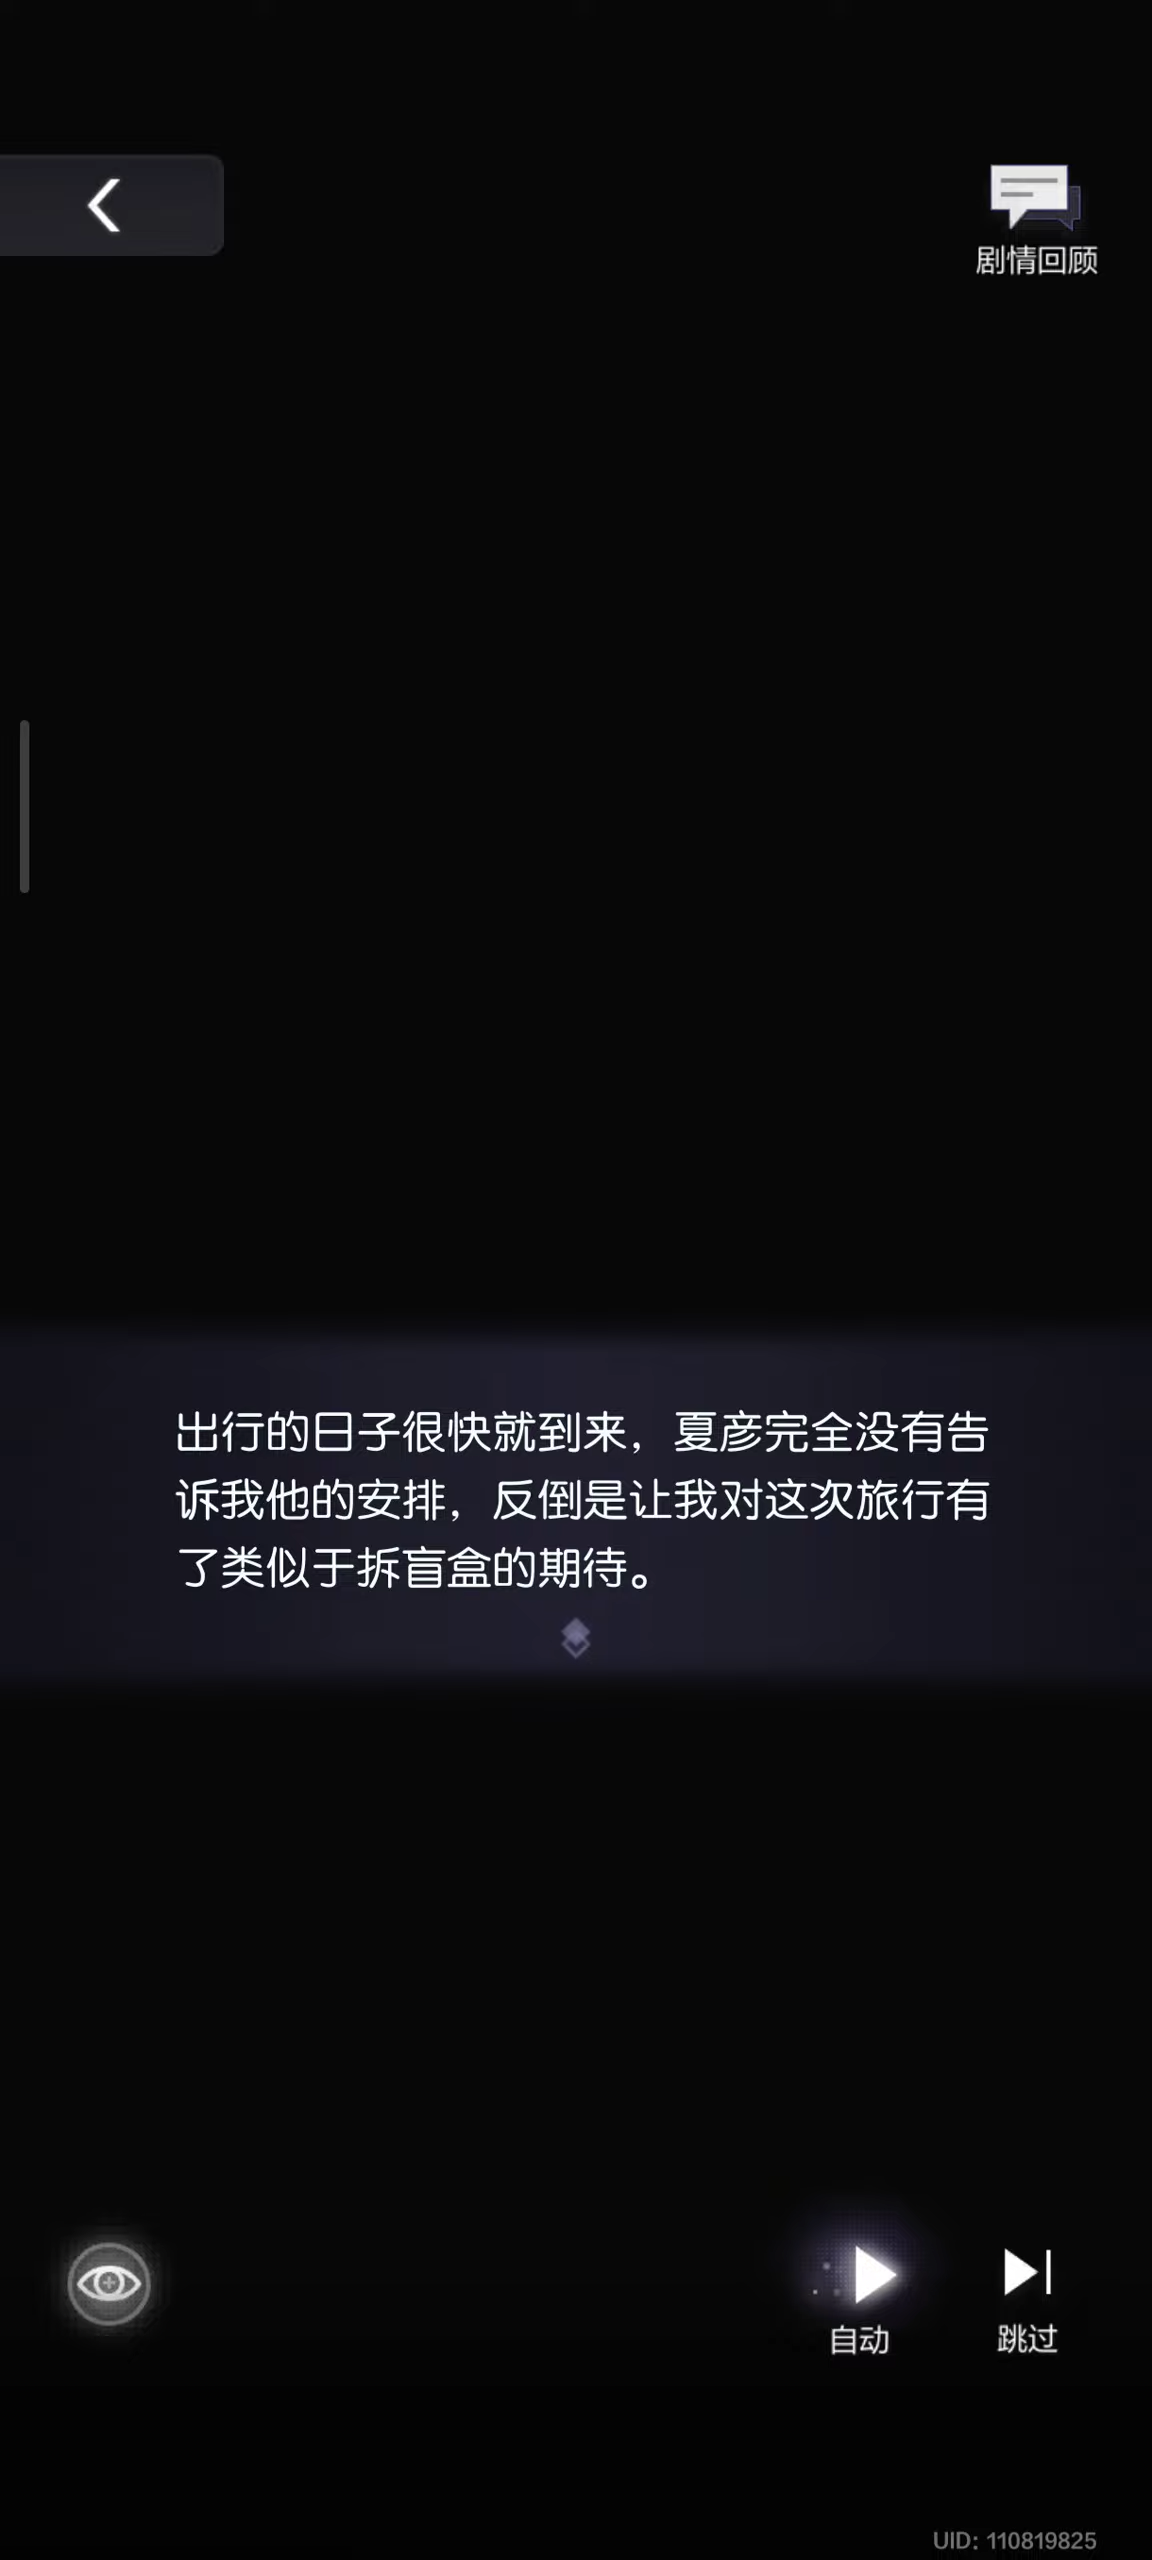 剧情回顾
出行的日子很快就到来，夏彦完全没有告
诉我他的安排，反倒是让我对这次旅行有
了类似于拆盲盒的期待。
自动
跳过
UID: 110819825